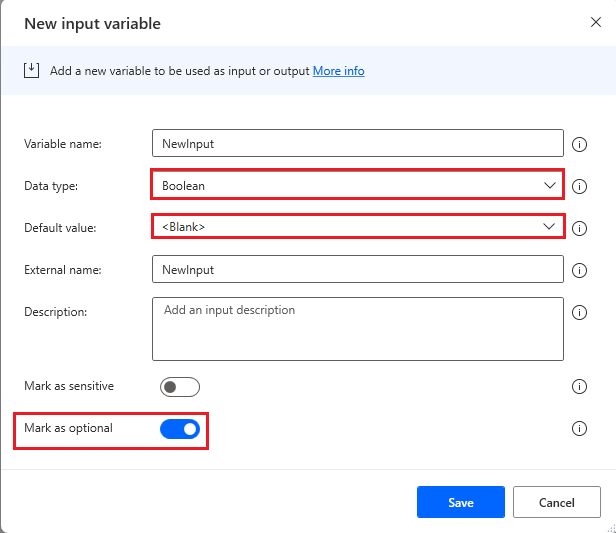 New input variable
Add a new variable to be used as input or output More info
Variable name: NewInput
Data type: Boolean
Default value: <Blank>
External name: NewInput
Description: Add an input description
Mark as sensitive
Mark as optional
Save Cancel